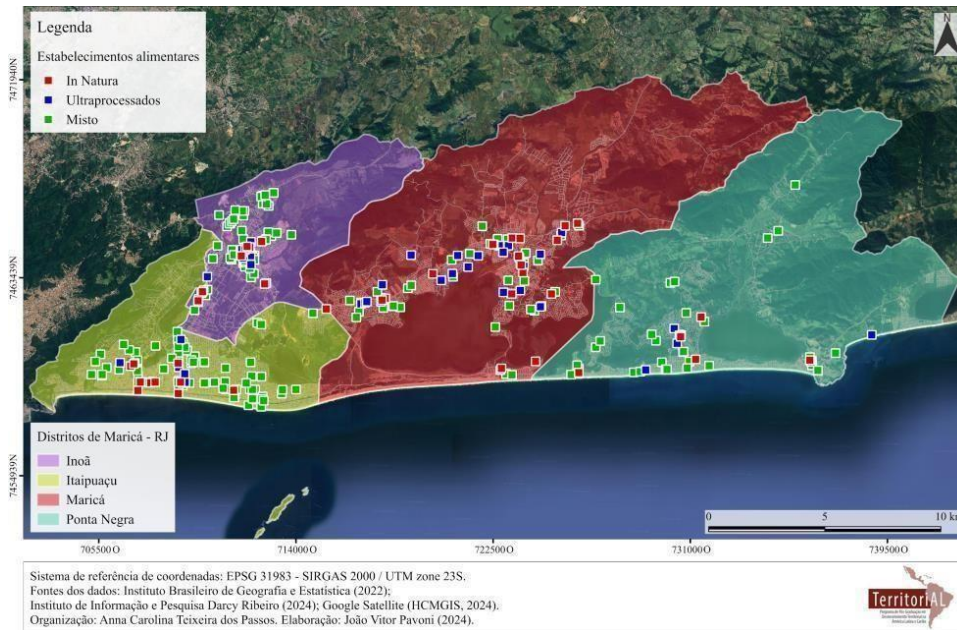 Legenda
Estabelecimentos alimentares
In Natura
Ultraprocessados
Misto
N
7471940N
7463439N
7454939N
Distritos de Maricá - RJ
Inoã
Itaipuaçu
Maricá
Ponta Negra
0 5 10 km
705500O 714000O 722500O 731000O 739500O
Sistema de referência de coordenadas: EPSG 31983 - SIRGAS 2000 / UTM zone 23S.
Fontes dos dados: Instituto Brasileiro de Geografia e Estatística (2022);
Instituto de Informação e Pesquisa Darcy Ribeiro (2024); Google Satellite (HCMGIS, 2024).
Organização: Anna Carolina Teixeira dos Passos. Elaboração: João Vitor Pavoni (2024).
TerritoriAL